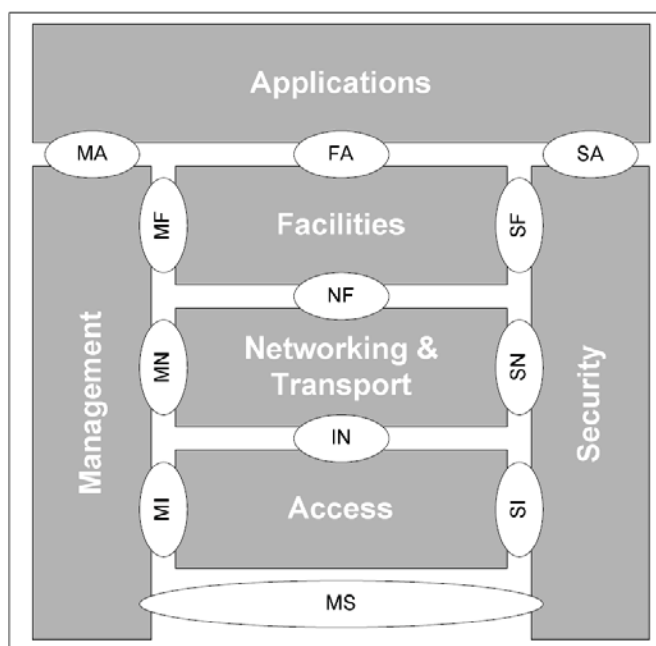 Applications
MA
FA
SA
MF
Facilities
SF
NF
Management
MN
Networking &
Transport
SN
Security
IN
MI
Access
SI
MS